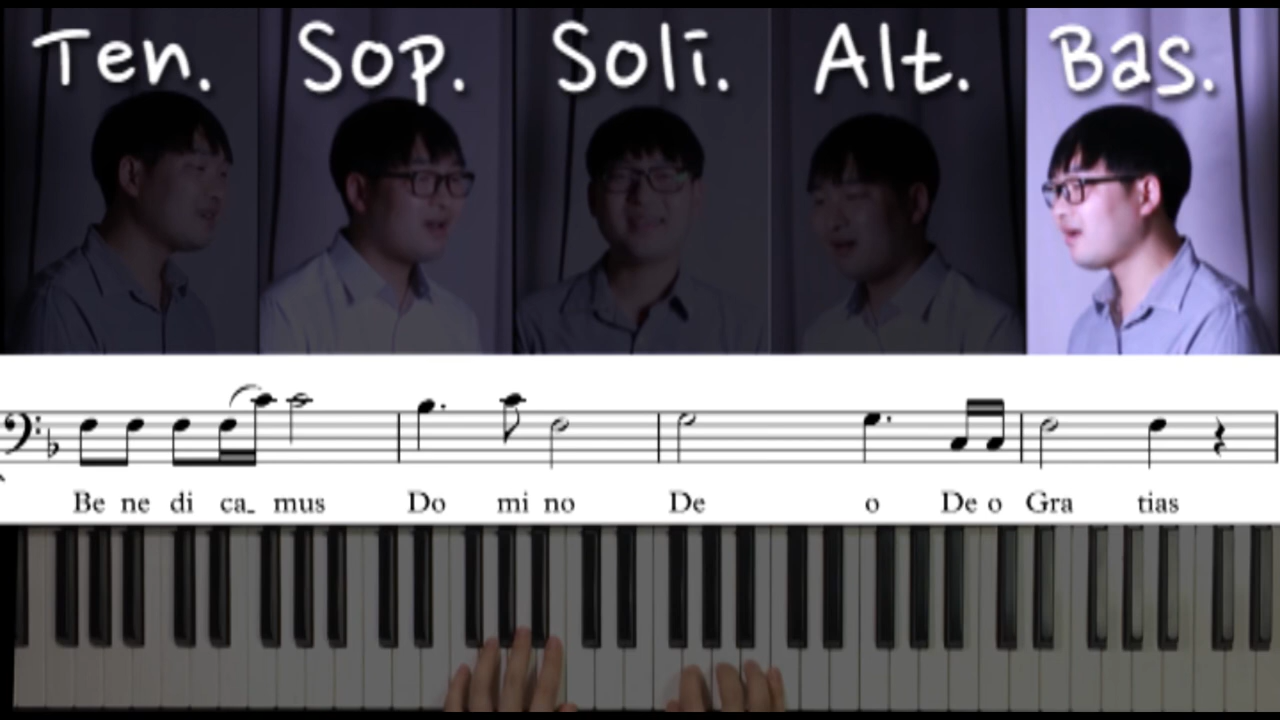 Ten. Sop. Soli. Alt. Bas.
Be ne di ca_ mus Do mi no De o De o Gra tias